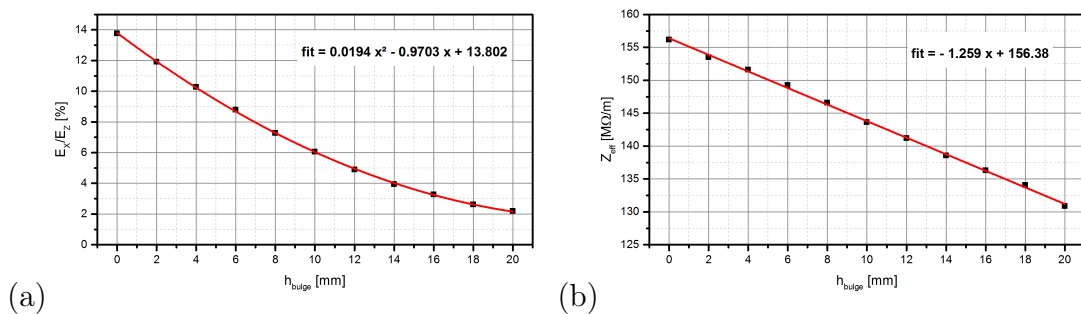 14
12
10
8
6
4
2
0
E_X/E_Z [%]
fit = 0.0194 x² - 0.9703 x + 13.802
0 2 4 6 8 10 12 14 16 18 20
h_bulge [mm]
(a)
160
155
150
145
140
135
130
125
Z_eff [MΩ/m]
fit = - 1.259 x + 156.38
0 2 4 6 8 10 12 14 16 18 20
h_bulge [mm]
(b)